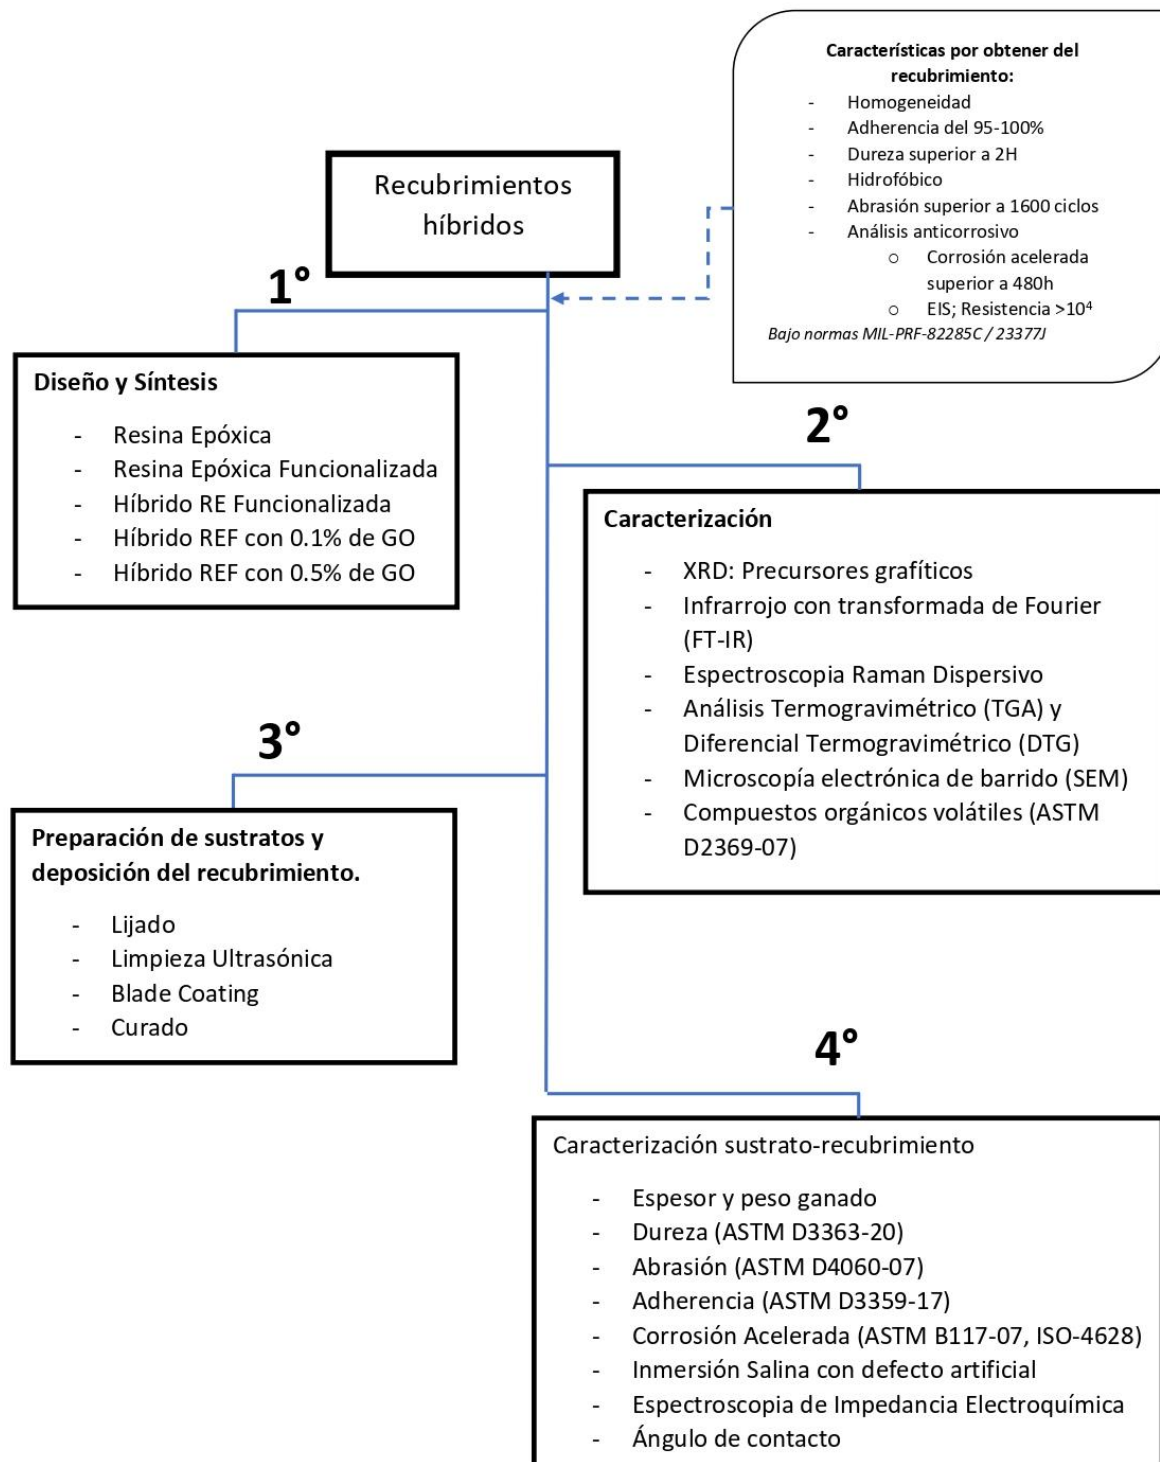 Características por obtener del
recubrimiento:
- Homogeneidad
- Adherencia del 95-100%
- Dureza superior a 2H
- Hidrofóbico
- Abrasión superior a 1600 ciclos
- Análisis anticorrosivo
o Corrosión acelerada
superior a 480h
o EIS; Resistencia >10⁴
Bajo normas MIL-PRF-82285C / 23377J
Recubrimientos
híbridos
1°
Diseño y Síntesis
- Resina Epóxica
- Resina Epóxica Funcionalizada
- Híbrido RE Funcionalizada
- Híbrido REF con 0.1% de GO
- Híbrido REF con 0.5% de GO
2°
Caracterización
- XRD: Precursores grafíticos
- Infrarrojo con transformada de Fourier
(FT-IR)
- Espectroscopia Raman Dispersivo
- Análisis Termogravimétrico (TGA) y
Diferencial Termogravimétrico (DTG)
- Microscopía electrónica de barrido (SEM)
- Compuestos orgánicos volátiles (ASTM
D2369-07)
3°
Preparación de sustratos y
deposición del recubrimiento.
- Lijado
- Limpieza Ultrasónica
- Blade Coating
- Curado
4°
Caracterización sustrato-recubrimiento
- Espesor y peso ganado
- Dureza (ASTM D3363-20)
- Abrasión (ASTM D4060-07)
- Adherencia (ASTM D3359-17)
- Corrosión Acelerada (ASTM B117-07, ISO-4628)
- Inmersión Salina con defecto artificial
- Espectroscopia de Impedancia Electroquímica
- Ángulo de contacto